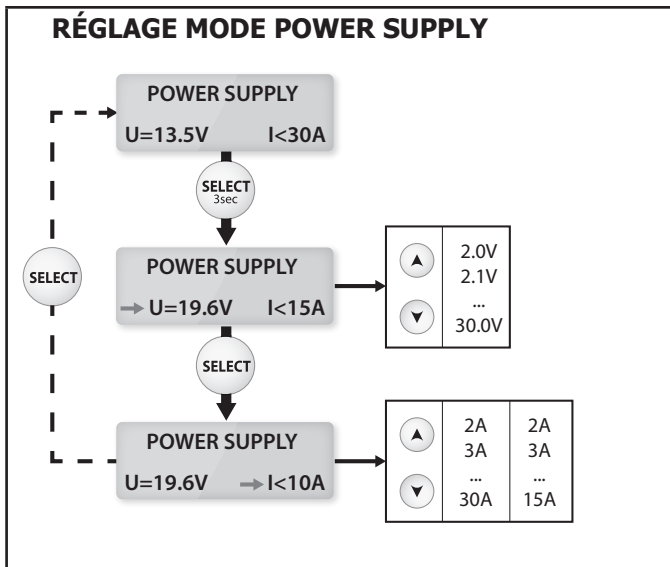 RÉGLAGE MODE POWER SUPPLY
POWER SUPPLY
U=13.5V I<30A
SELECT
3sec
POWER SUPPLY
U=19.6V I<15A
2.0V
2.1V
...
30.0V
SELECT
SELECT
POWER SUPPLY
U=19.6V I<10A
2A 2A
3A 3A
... ...
30A 15A